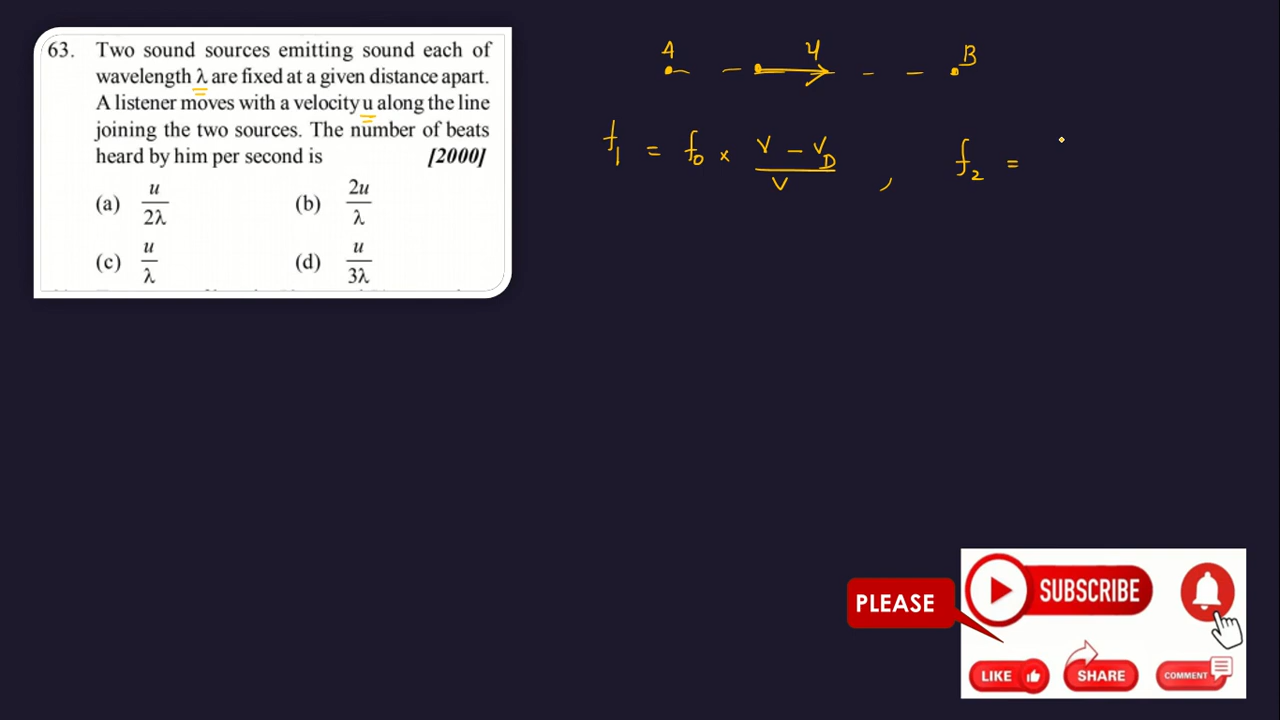 63. Two sound sources emitting sound each of
wavelength λ are fixed at a given distance apart.
A listener moves with a velocity u along the line
joining the two sources. The number of beats
heard by him per second is [2000]
(a) u/2λ (b) 2u/λ
(c) u/λ (d) u/3λ
A u B
f₁ = f₀ × (V − V_D)/V , f₂ =
PLEASE
SUBSCRIBE
LIKE SHARE COMMENT